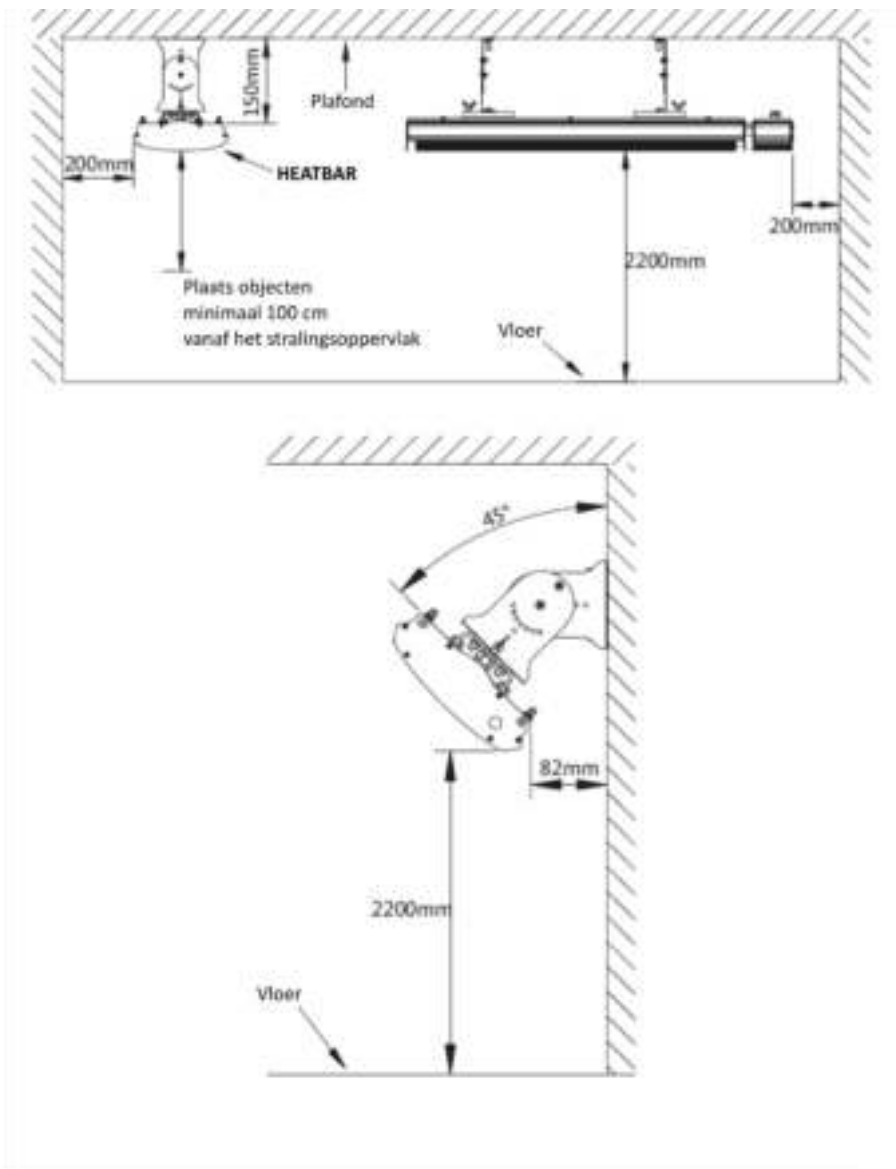 150mm
Plafond
200mm
HEATBAR
200mm
2200mm
Plaats objecten
minimaal 100 cm
vanaf het stralingsoppervlak
Vloer
45°
82mm
2200mm
Vloer